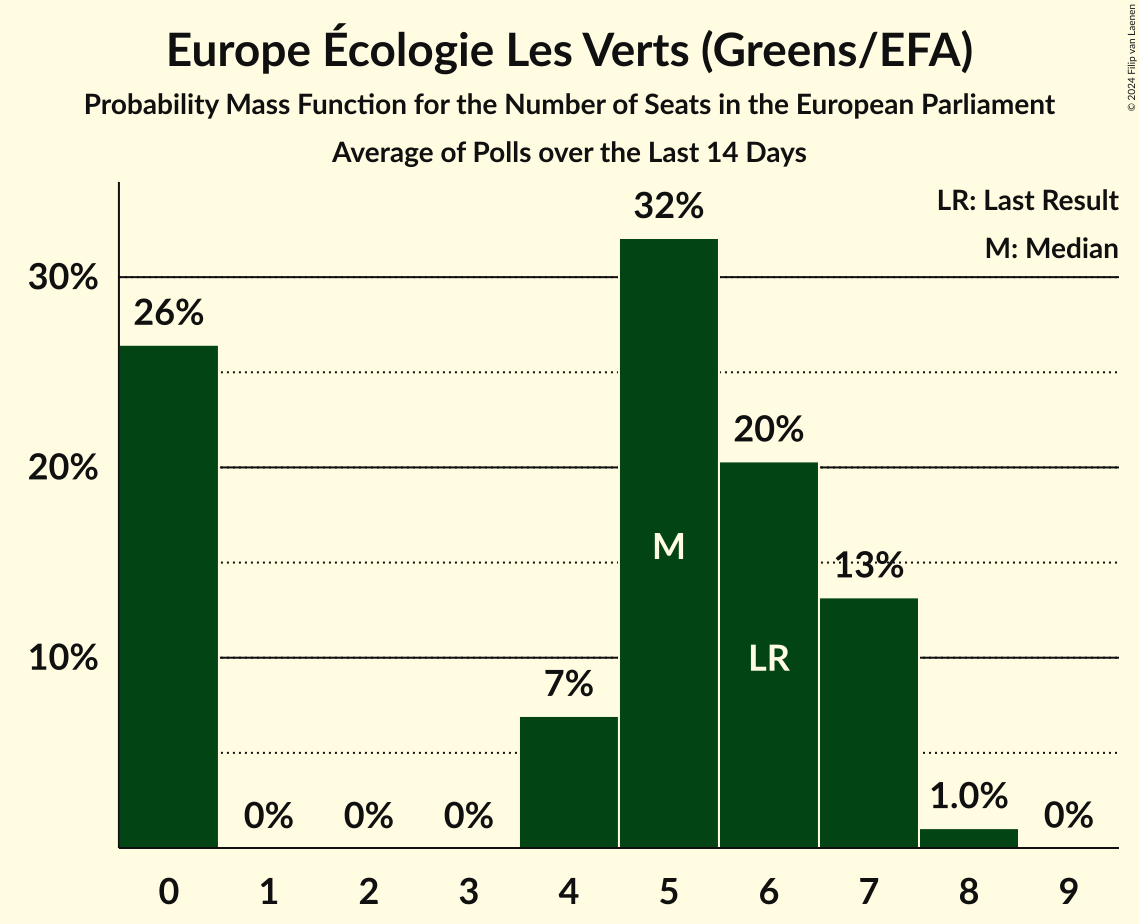 Europe Écologie Les Verts (Greens/EFA)
Probability Mass Function for the Number of Seats in the European Parliament
Average of Polls over the Last 14 Days
© 2024 Filip van Laenen
LR: Last Result
M: Median
32%
30%
26%
20%
20%
M
13%
10%
LR
7%
0%
0%
0%
1.0%
0%
0 1 2 3 4 5 6 7 8 9